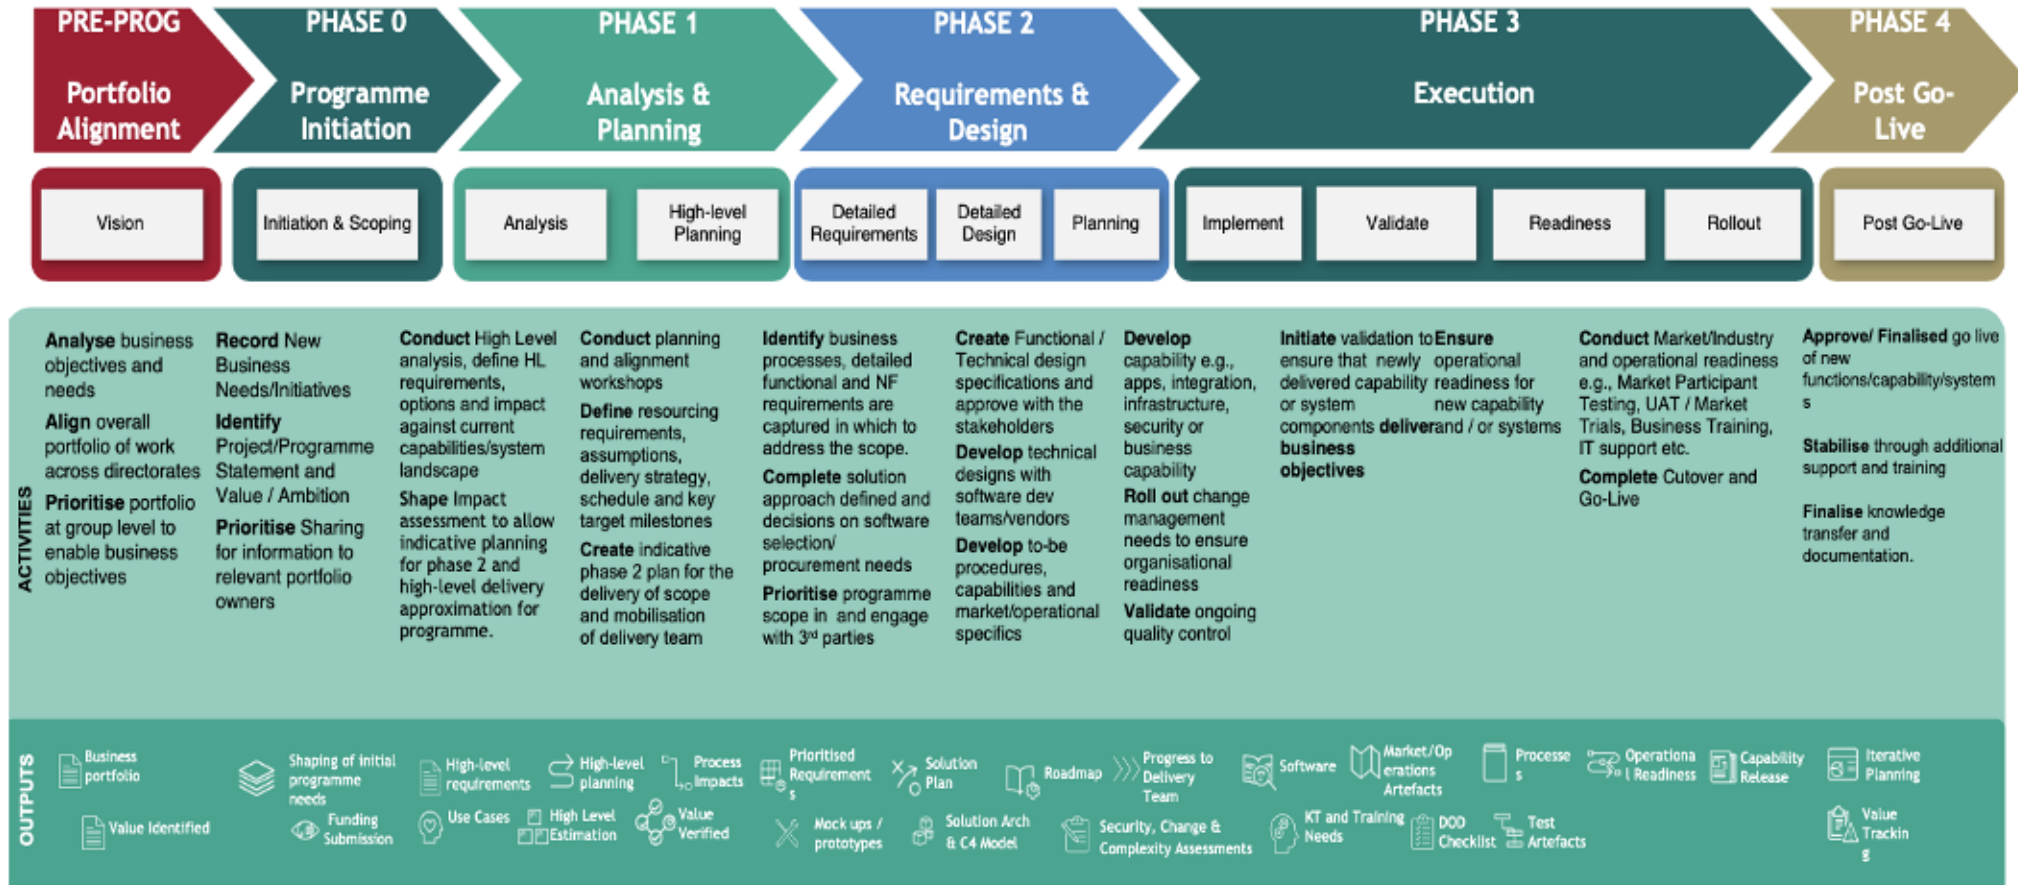 PRE-PROG
Portfolio
Alignment
PHASE 0
Programme
Initiation
PHASE 1
Analysis &
Planning
PHASE 2
Requirements &
Design
PHASE 3
Execution
PHASE 4
Post Go-
Live
Vision
Initiation & Scoping
Analysis
High-level
Planning
Detailed
Requirements
Detailed
Design
Planning
Implement
Validate
Readiness
Rollout
Post Go-Live
ACTIVITIES
Analyse business
objectives and
needs
Align overall
portfolio of work
across directorates
Prioritise portfolio
at group level to
enable business
objectives
Record New
Business
Needs/Initiatives
Identify
Project/Programme
Statement and
Value / Ambition
Prioritise Sharing
for information to
relevant portfolio
owners
Conduct High Level
analysis, define HL
requirements,
options and impact
against current
capabilities/system
landscape
Shape Impact
assessment to allow
indicative planning
for phase 2 and
high-level delivery
approximation for
programme.
Conduct planning
and alignment
workshops
Define resourcing
requirements,
assumptions,
delivery strategy,
schedule and key
target milestones
Create indicative
phase 2 plan for the
delivery of scope
and mobilisation
of delivery team
Identify business
processes, detailed
functional and NF
requirements are
captured in which to
address the scope.
Complete solution
approach defined and
decisions on software
selection/
procurement needs
Prioritise programme
scope in and engage
with 3rd parties
Create Functional /
Technical design
specifications and
approve with the
stakeholders
Develop technical
designs with
software dev
teams/vendors
Develop to-be
procedures,
capabilities and
market/operational
specifics
Develop
capability e.g.,
apps, integration,
infrastructure,
security or
business
capability
Roll out change
management
needs to ensure
organisational
readiness
Validate ongoing
quality control
Initiate validation to
ensure that newly
delivered capability
or system
components deliver
business
objectives
Ensure
operational
readiness for
new capability
and / or systems
Conduct Market/Industry
and operational readiness
e.g., Market Participant
Testing, UAT / Market
Trials, Business Training,
IT support etc.
Complete Cutover and
Go-Live
Approve/ Finalised go live
of new
functions/capability/system
s
Stabilise through additional
support and training
Finalise knowledge
transfer and
documentation.
OUTPUTS
Business
portfolio
Value Identified
Shaping of initial
programme
needs
Funding
Submission
High-level
requirements
Use Cases
High-level
planning
High Level
Estimation
Process
Impacts
Value
Verified
Prioritised
Requirement
s
Mock ups /
prototypes
Solution
Plan
Solution Arch
& C4 Model
Roadmap
Progress to
Delivery
Team
Security, Change &
Complexity Assessments
Software
KT and Training
Needs
Market/Op
erations
Artefacts
DOD
Checklist
Processe
s
Test
Artefacts
Operationa
l Readiness
Capability
Release
Iterative
Planning
Value
Trackin
g